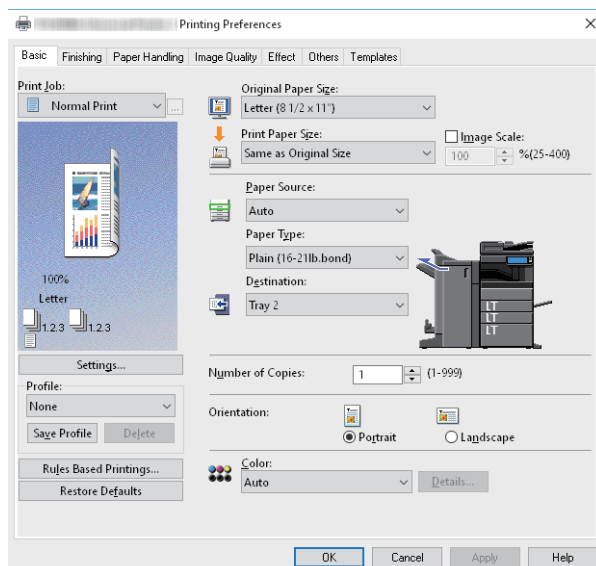 Printing Preferences
Basic Finishing Paper Handling Image Quality Effect Others Templates
Print Job:
Normal Print
...
100%
Letter
1.2.3 1.2.3
Settings...
Profile:
None
Save Profile Delete
Rules Based Printings...
Restore Defaults
Original Paper Size:
Letter (8 1/2 x 11")
Print Paper Size:
Same as Original Size
Image Scale:
100 %(25-400)
Paper Source:
Auto
Paper Type:
Plain (16-21lb.bond)
Destination:
Tray 2
LT
LT
LT
Number of Copies: 1 (1-999)
Orientation:
Portrait Landscape
Color:
Auto Details...
OK Cancel Apply Help